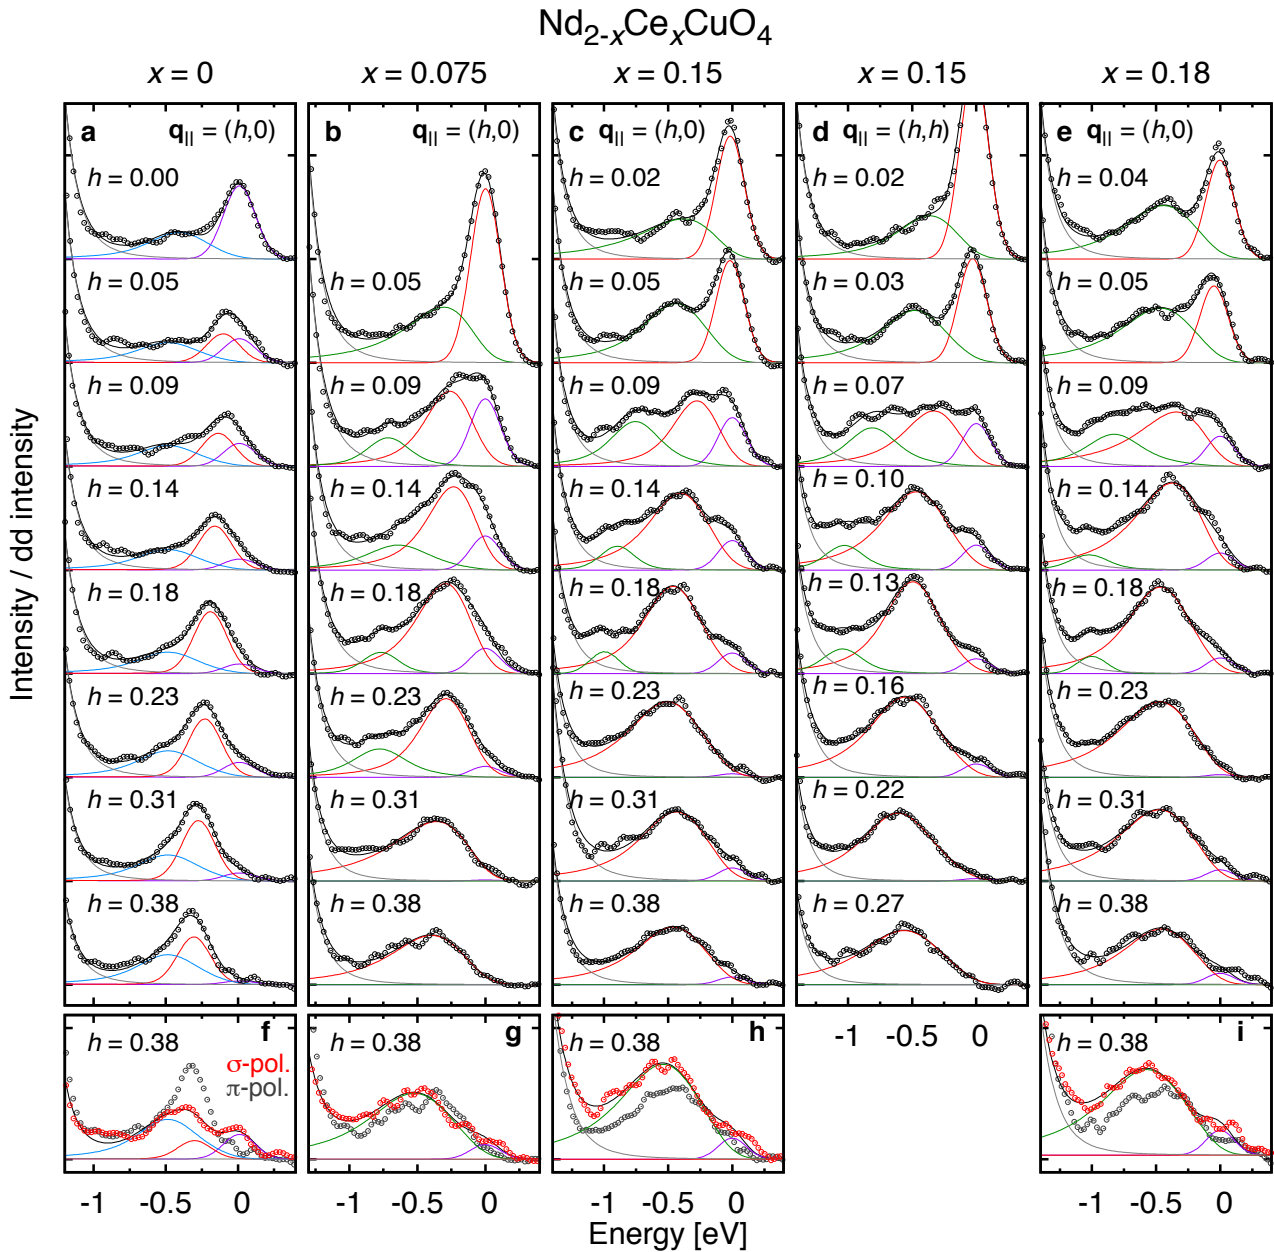 Nd2-xCexCuO4
x = 0
x = 0.075
x = 0.15
x = 0.15
x = 0.18
Intensity / dd intensity
a q|| = (h,0)
h = 0.00
h = 0.05
h = 0.09
h = 0.14
h = 0.18
h = 0.23
h = 0.31
h = 0.38
b q|| = (h,0)
h = 0.05
h = 0.09
h = 0.14
h = 0.18
h = 0.23
h = 0.31
h = 0.38
c q|| = (h,0)
h = 0.02
h = 0.05
h = 0.09
h = 0.14
h = 0.18
h = 0.23
h = 0.31
h = 0.38
d q|| = (h,h)
h = 0.02
h = 0.03
h = 0.07
h = 0.10
h = 0.13
h = 0.16
h = 0.22
h = 0.27
-1 -0.5 0
e q|| = (h,0)
h = 0.04
h = 0.05
h = 0.09
h = 0.14
h = 0.18
h = 0.23
h = 0.31
h = 0.38
f
h = 0.38
σ-pol.
π-pol.
-1 -0.5 0
g
h = 0.38
-1 -0.5 0
h
h = 0.38
-1 -0.5 0
i
h = 0.38
-1 -0.5 0
Energy [eV]